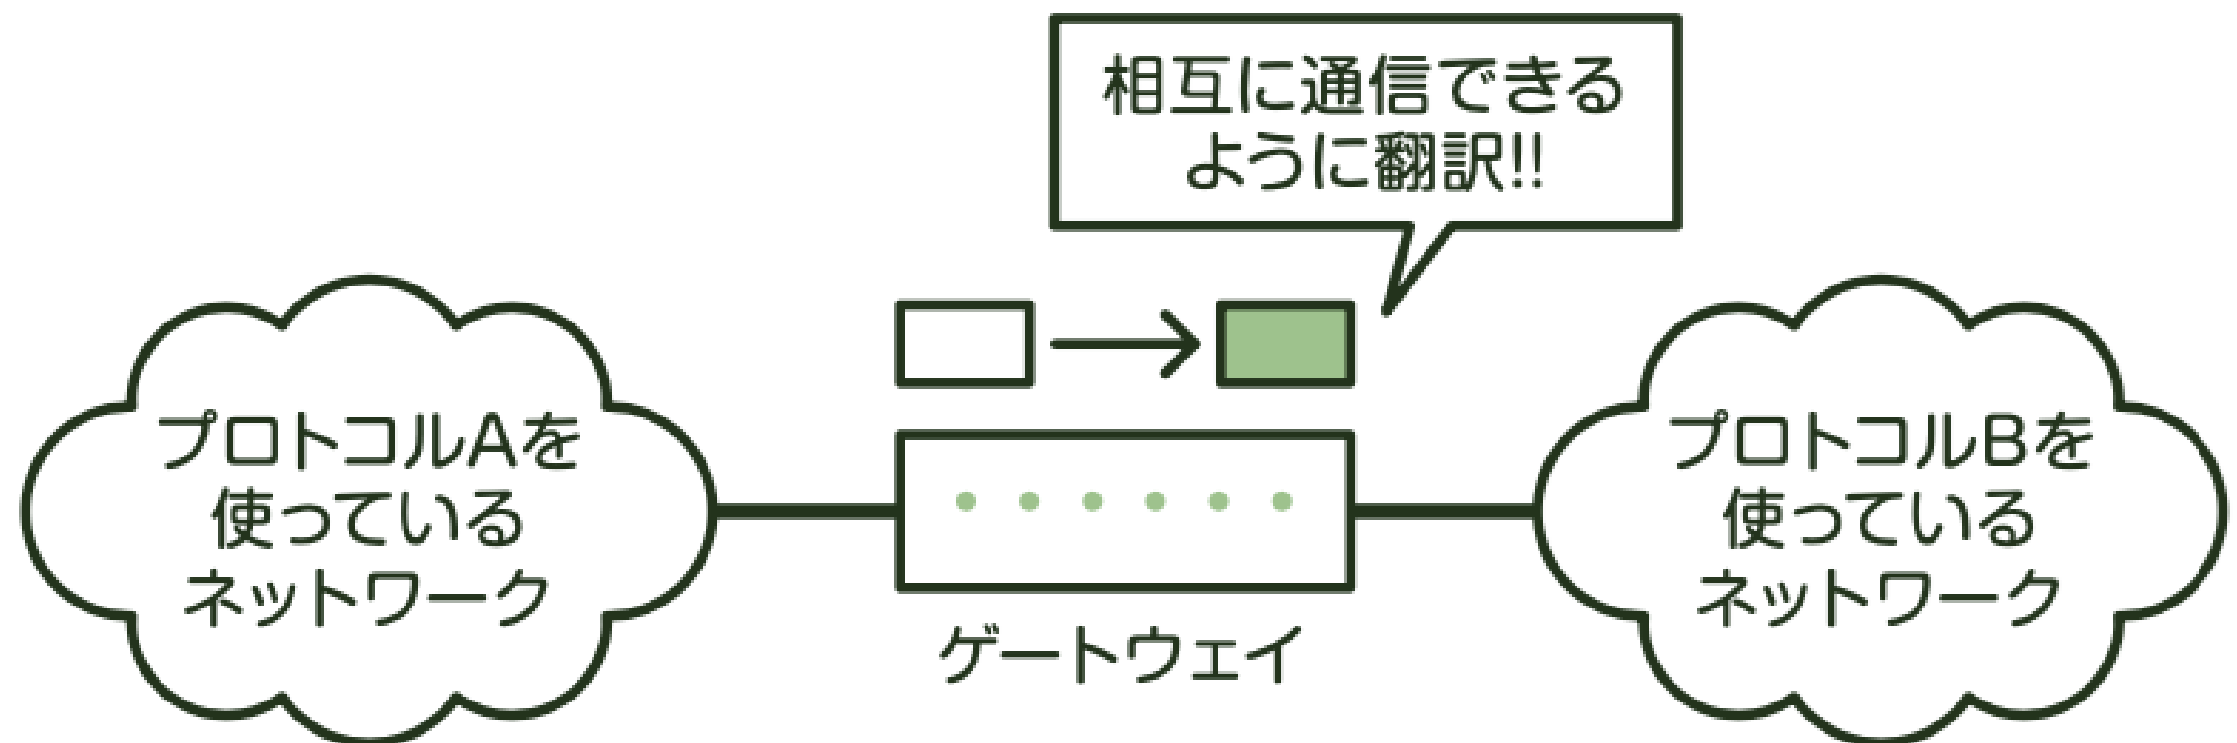 相互に通信できる
ように翻訳!!
プロトコルAを
使っている
ネットワーク
ゲートウェイ
プロトコルBを
使っている
ネットワーク